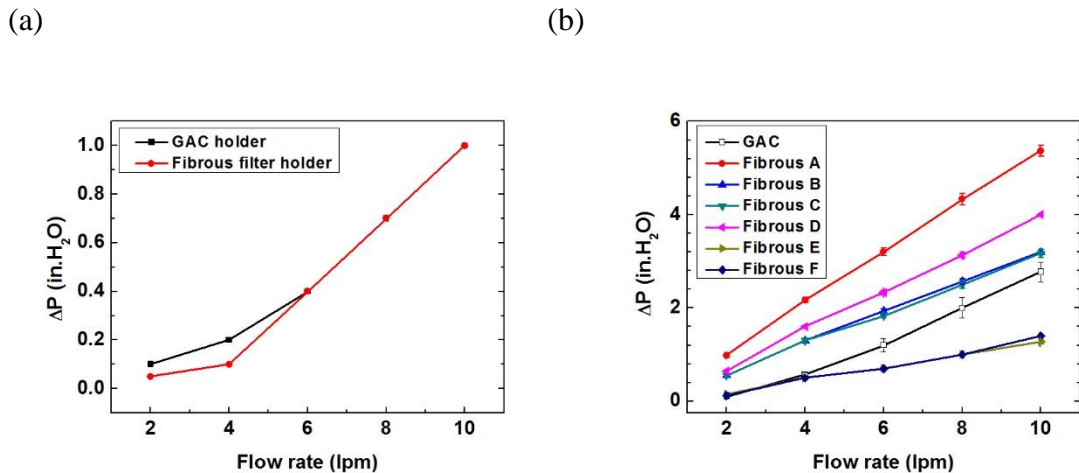 (a)
(b)
GAC holder
Fibrous filter holder
ΔP (in.H₂O)
1.0
0.8
0.6
0.4
0.2
0.0
2 4 6 8 10
Flow rate (lpm)
GAC
Fibrous A
Fibrous B
Fibrous C
Fibrous D
Fibrous E
Fibrous F
ΔP (in.H₂O)
6
4
2
0
2 4 6 8 10
Flow rate (lpm)